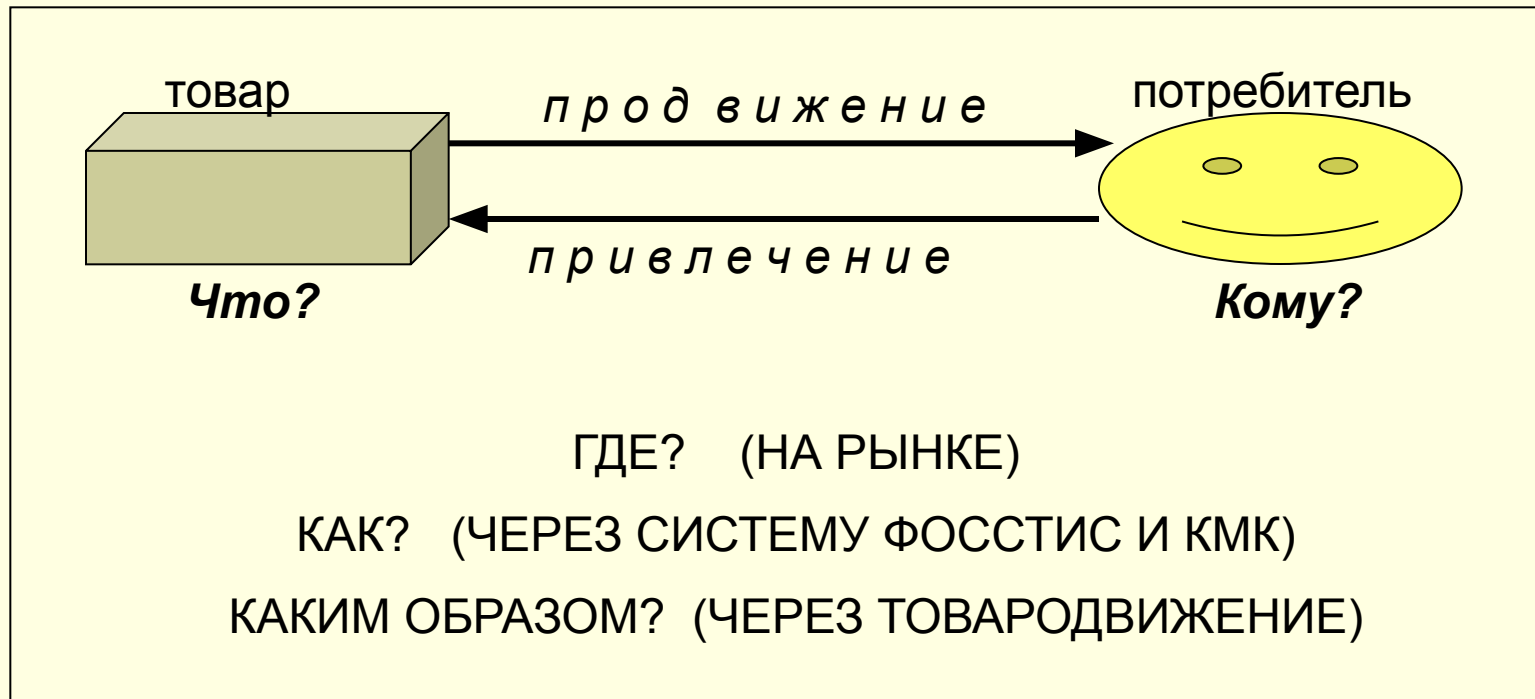 товар
потребитель
п р о д в и ж е н и е
п р и в л е ч е н и е
Что?
Кому?
ГДЕ? (НА РЫНКЕ)
КАК? (ЧЕРЕЗ СИСТЕМУ ФОССТИС И КМК)
КАКИМ ОБРАЗОМ? (ЧЕРЕЗ ТОВАРОДВИЖЕНИЕ)